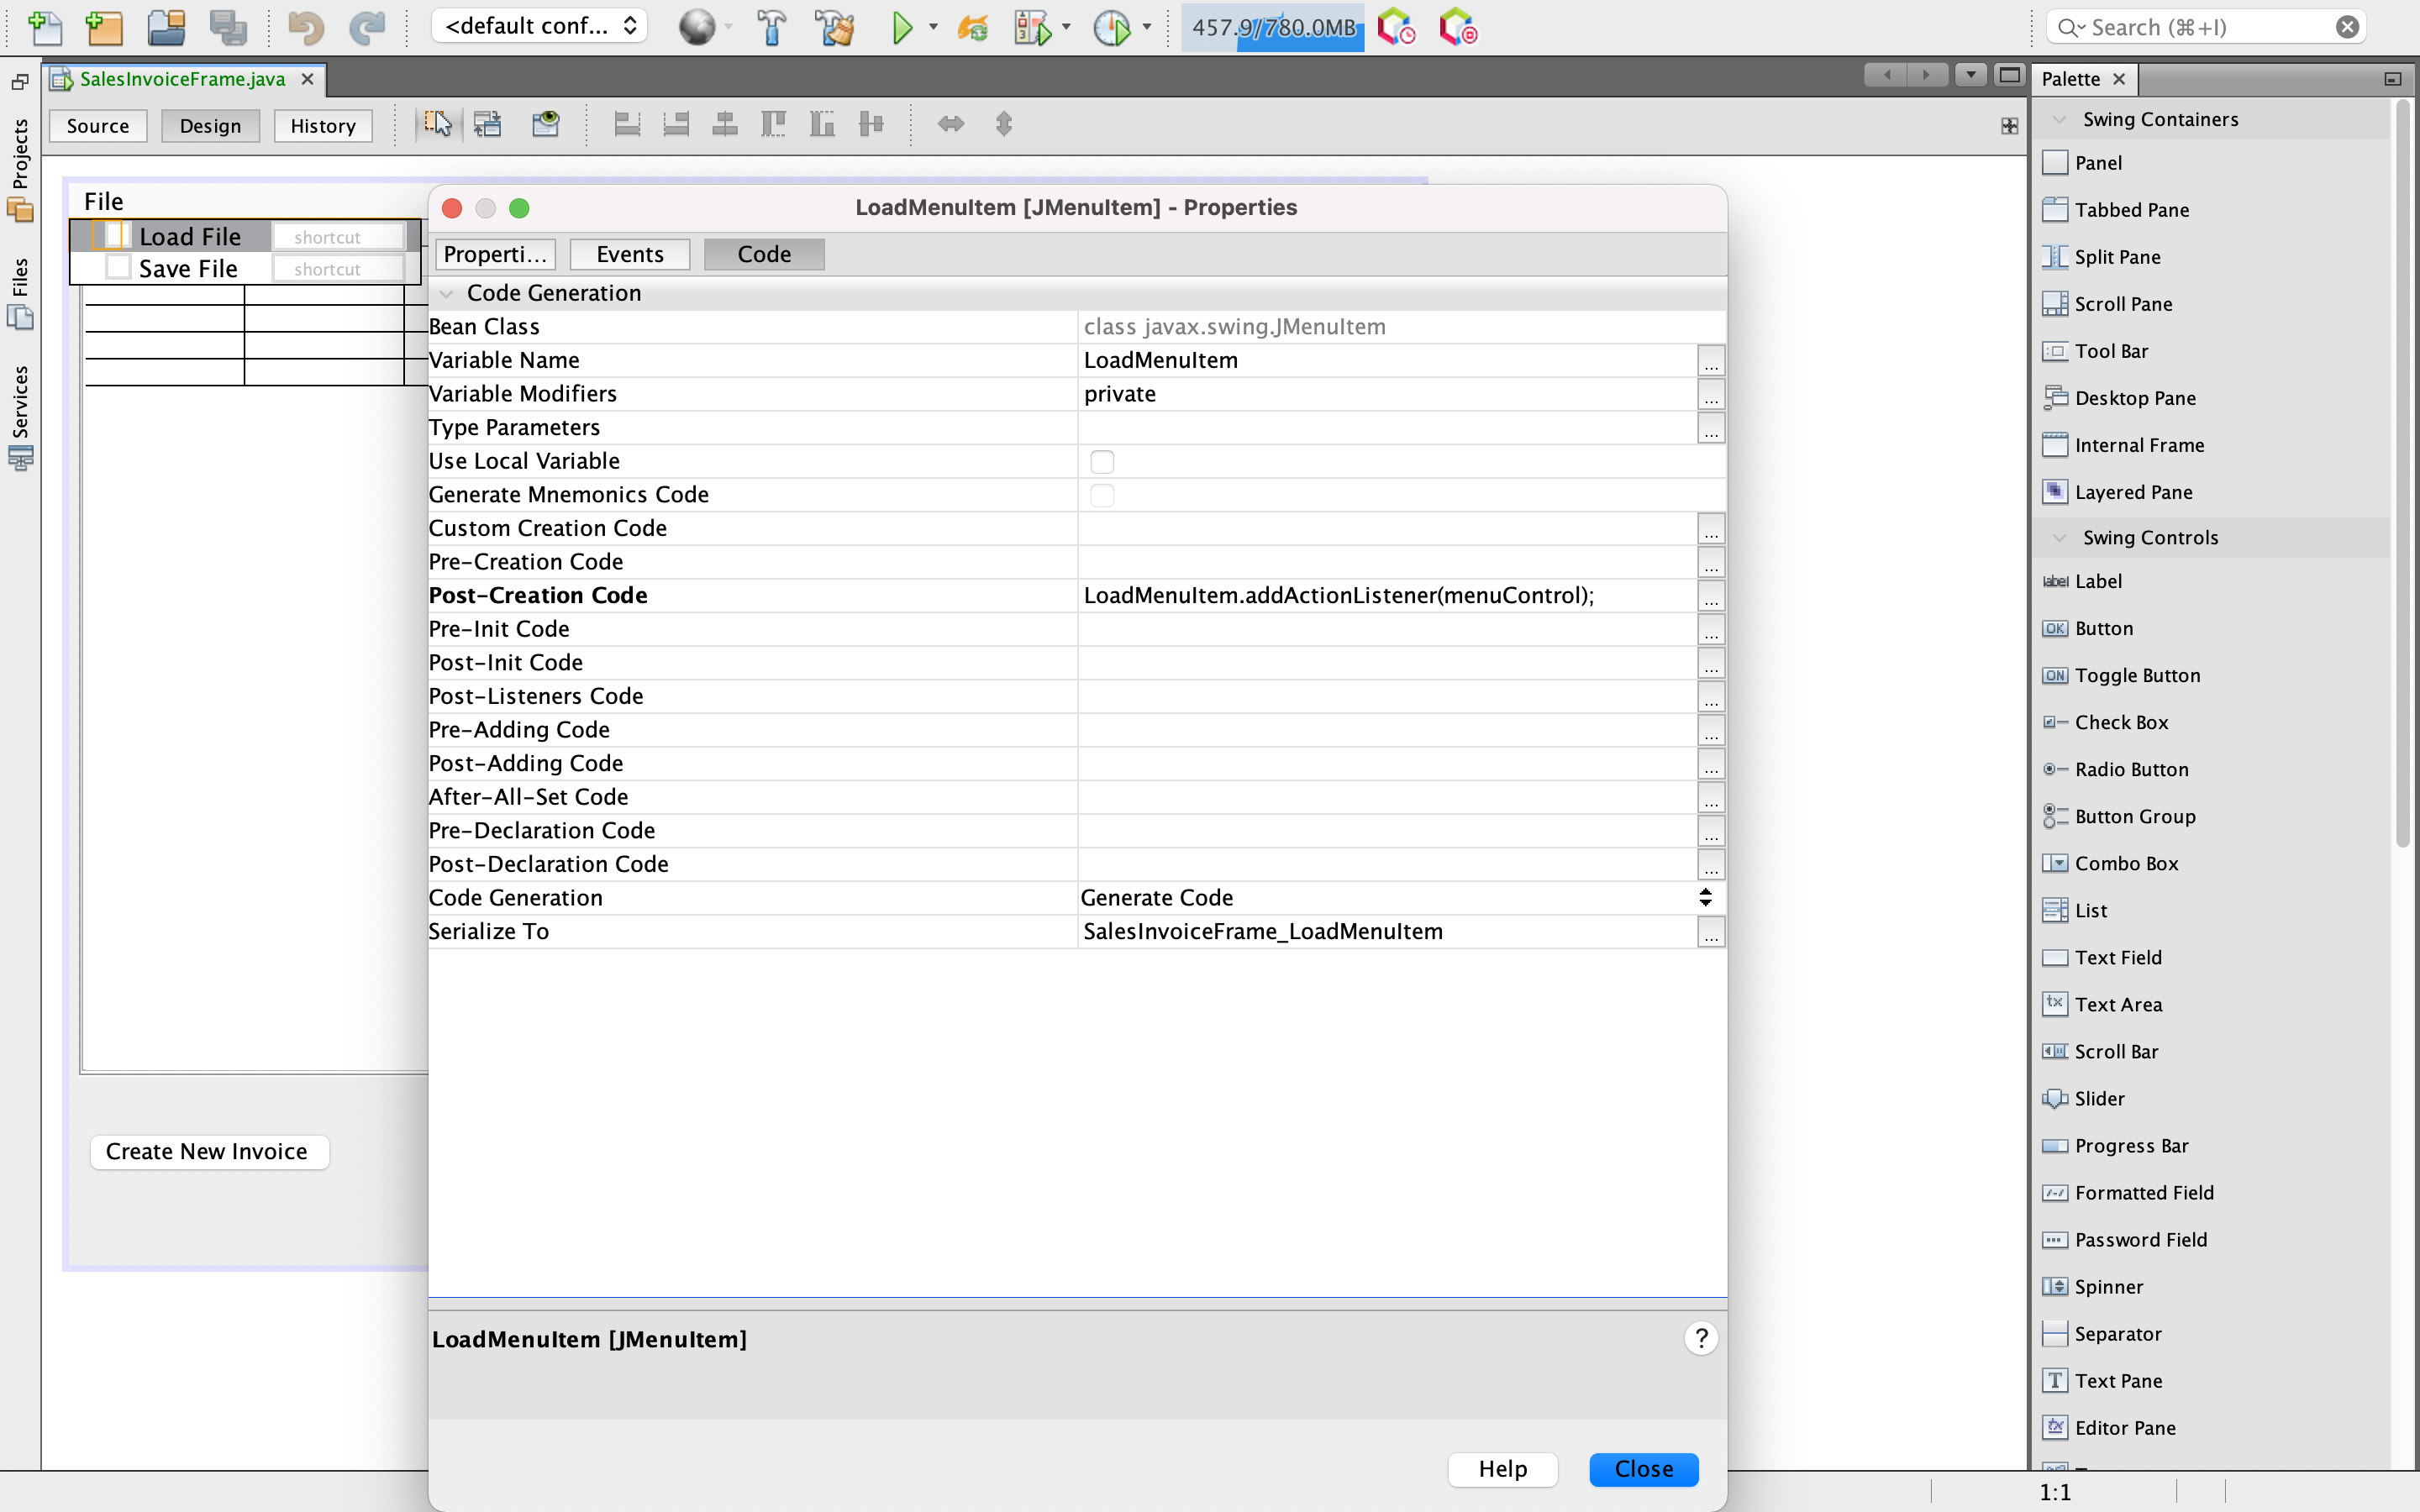 <default conf...
457.9/780.0MB
Search (⌘+I)
SalesInvoiceFrame.java
Palette
Source
Design
History
Projects
Files
Services
File
Load File
shortcut
Save File
shortcut
Create New Invoice
LoadMenuItem [JMenuItem] - Properties
Properti...
Events
Code
Code Generation
Bean Class
class javax.swing.JMenuItem
Variable Name
LoadMenuItem
...
Variable Modifiers
private
...
Type Parameters
...
Use Local Variable
Generate Mnemonics Code
Custom Creation Code
...
Pre-Creation Code
...
Post-Creation Code
LoadMenuItem.addActionListener(menuControl);
...
Pre-Init Code
...
Post-Init Code
...
Post-Listeners Code
...
Pre-Adding Code
...
Post-Adding Code
...
After-All-Set Code
...
Pre-Declaration Code
...
Post-Declaration Code
...
Code Generation
Generate Code
Serialize To
SalesInvoiceFrame_LoadMenuItem
...
LoadMenuItem [JMenuItem]
?
Help
Close
Swing Containers
Panel
Tabbed Pane
Split Pane
Scroll Pane
Tool Bar
Desktop Pane
Internal Frame
Layered Pane
Swing Controls
label Label
OK Button
ON Toggle Button
Check Box
Radio Button
Button Group
Combo Box
List
Text Field
tx Text Area
Scroll Bar
Slider
Progress Bar
Formatted Field
Password Field
Spinner
Separator
T Text Pane
Editor Pane
1:1